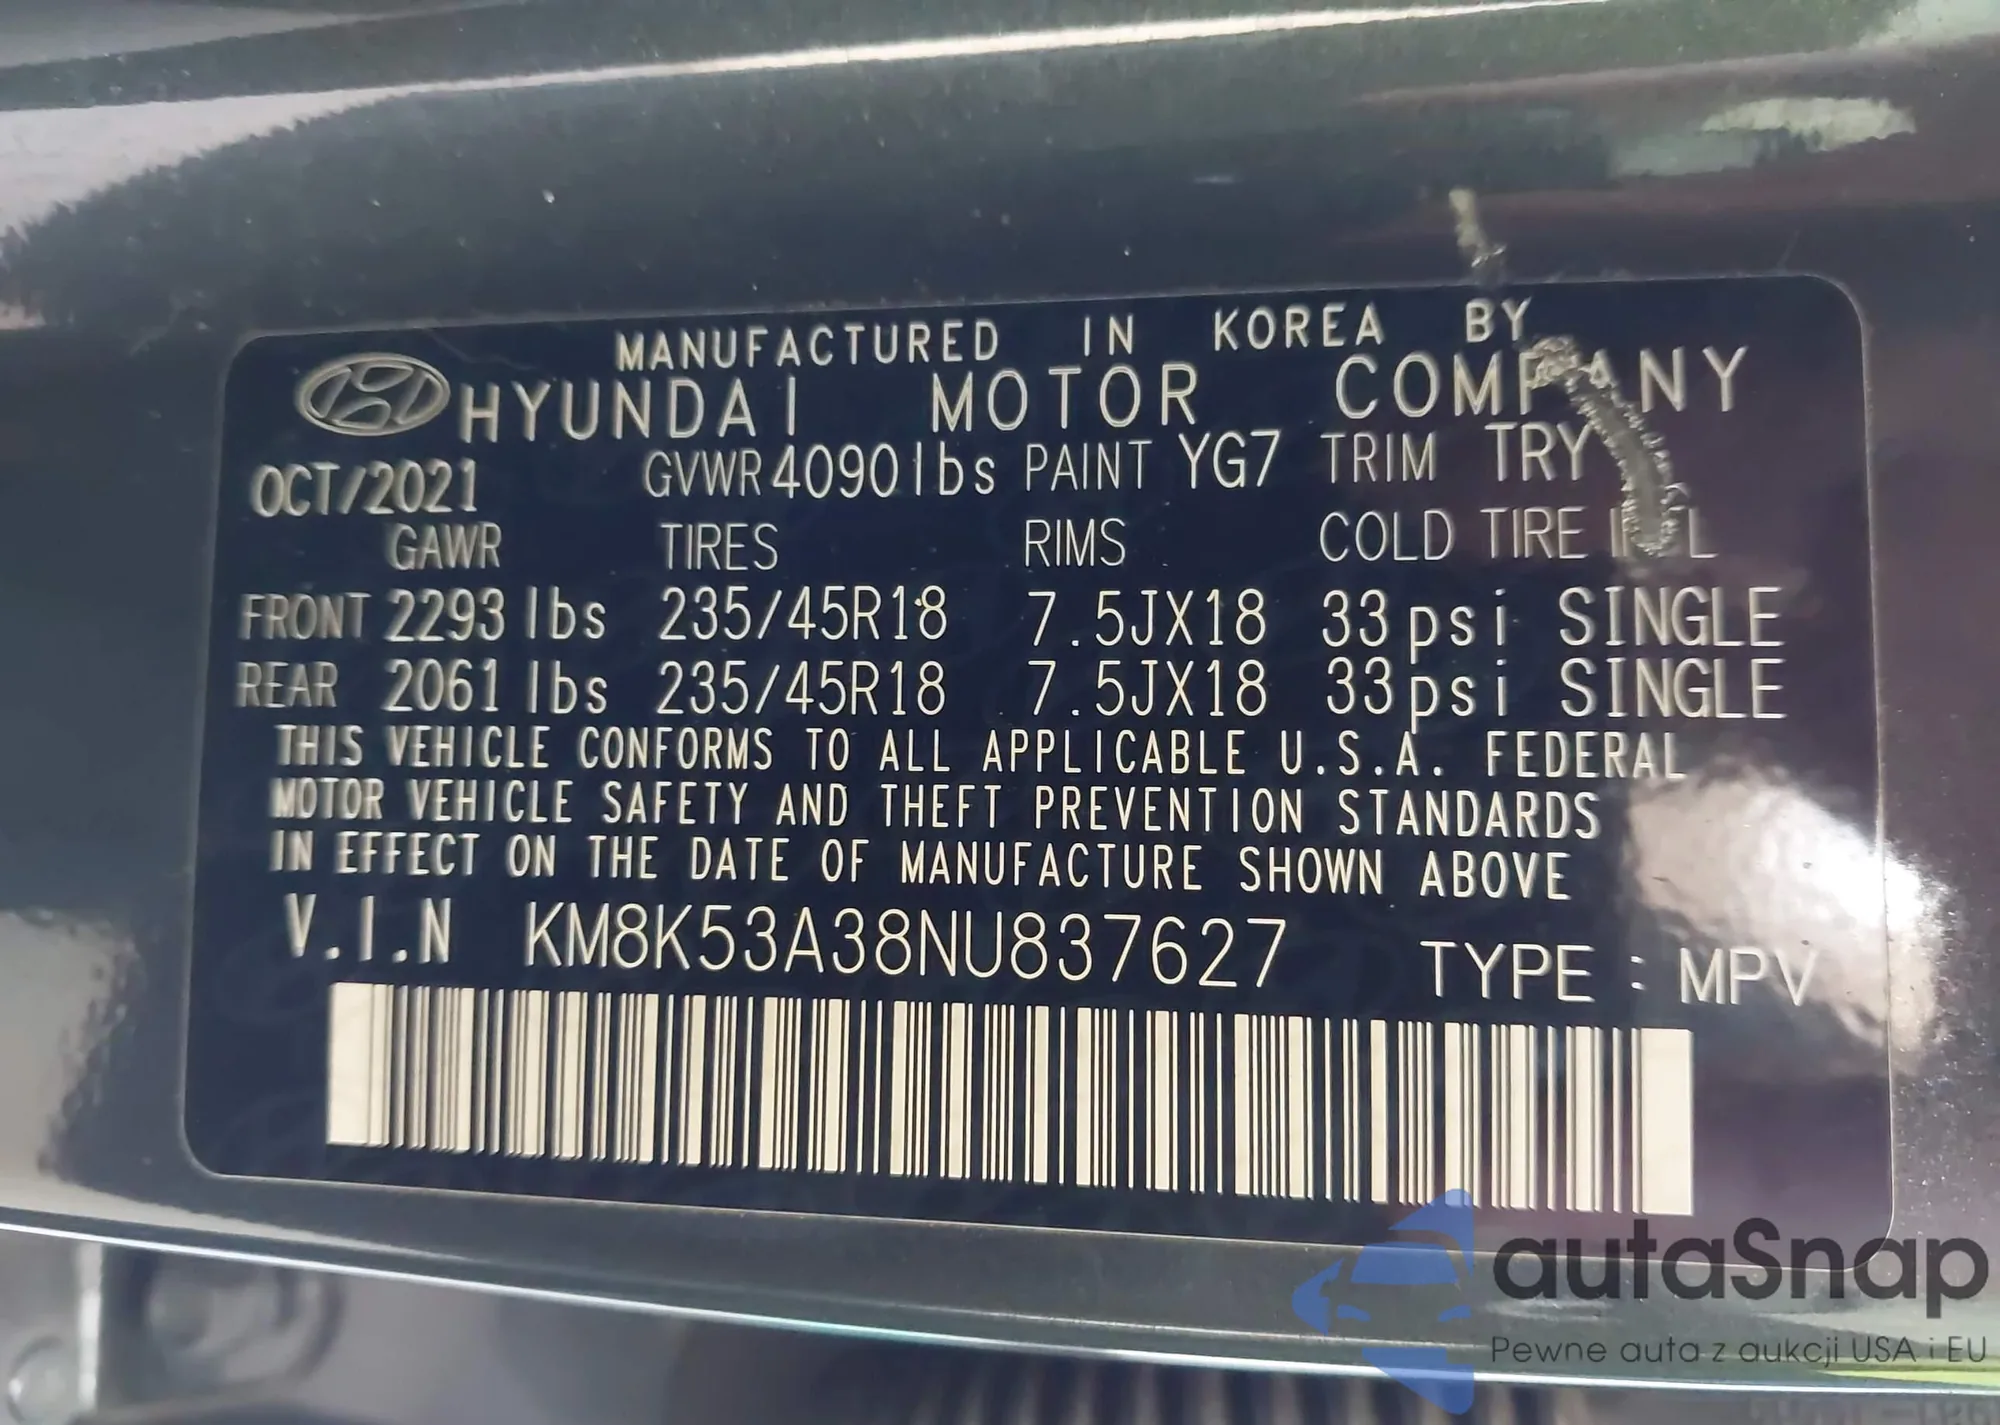 MANUFACTURED IN KOREA BY
HYUNDAI MOTOR COMPANY
OCT/2021 GVWR 4090lbs PAINT YG7 TRIM TRY
GAWR TIRES RIMS COLD TIRE
FRONT 2293 lbs 235/45R18 7.5JX18 33psi SINGLE
REAR 2061 lbs 235/45R18 7.5JX18 33psi SINGLE
THIS VEHICLE CONFORMS TO ALL APPLICABLE U.S.A. FEDERAL
MOTOR VEHICLE SAFETY AND THEFT PREVENTION STANDARDS
IN EFFECT ON THE DATE OF MANUFACTURE SHOWN ABOVE
V.I.N KM8K53A38NU837627 TYPE : MPV
autaSnap
Pewne auta z aukcji USA i EU